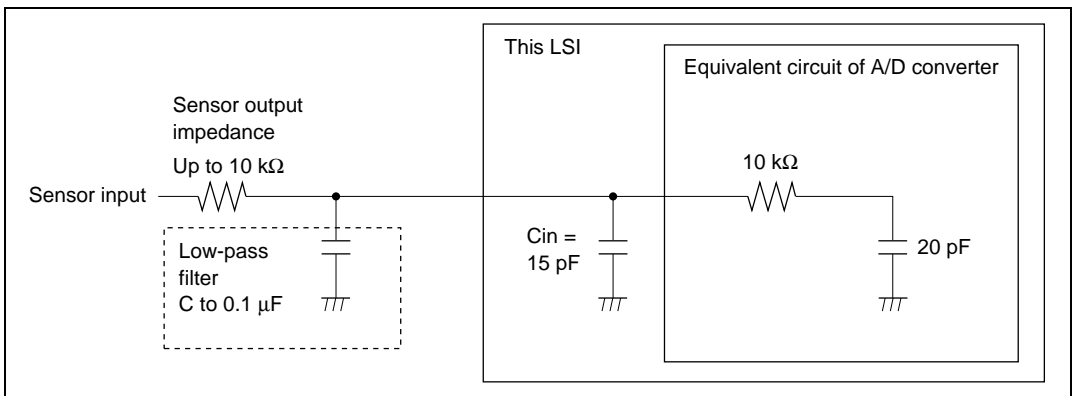 This LSI
Equivalent circuit of A/D converter
Sensor output
impedance
Up to 10 kΩ
10 kΩ
Sensor input
Low-pass
filter
C to 0.1 μF
Cin =
15 pF
20 pF